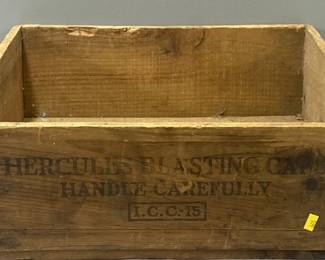 HERCULES BLASTING CAPS
HANDLE CAREFULLY
I.C.C.-15